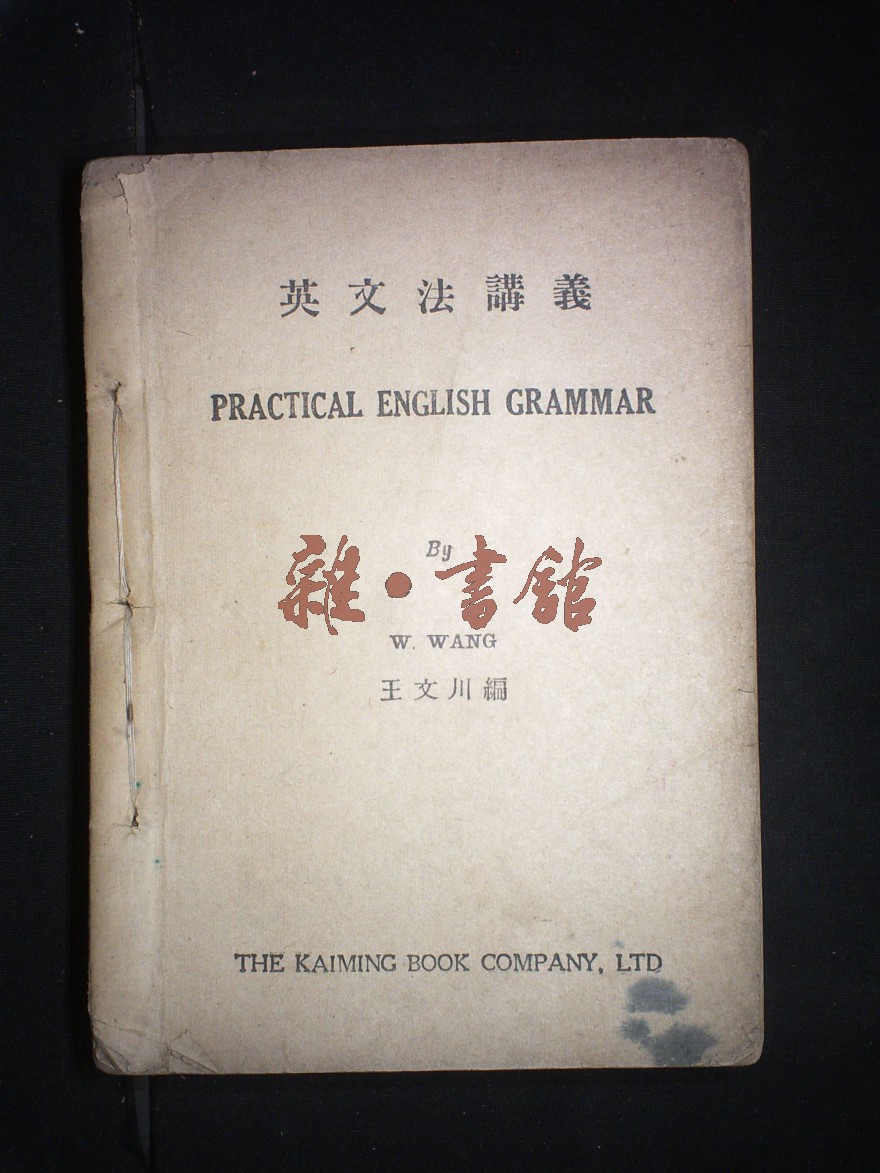 英文法講義
PRACTICAL ENGLISH GRAMMAR
By
雜·書館
W. WANG
王文川編
THE KAIMING BOOK COMPANY, LTD